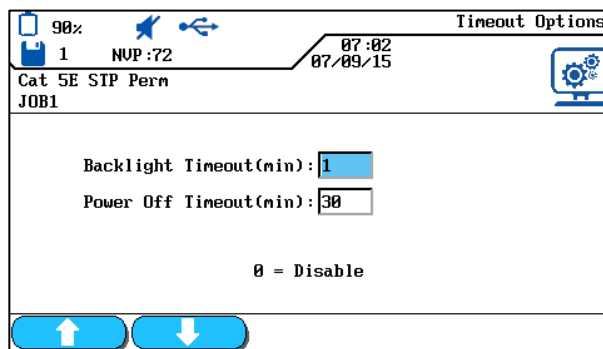 90% Timeout Options
1 NVP:72 07:02
07/09/15
Cat 5E STP Perm
JOB1
Backlight Timeout(min): 1
Power Off Timeout(min): 30
0 = Disable